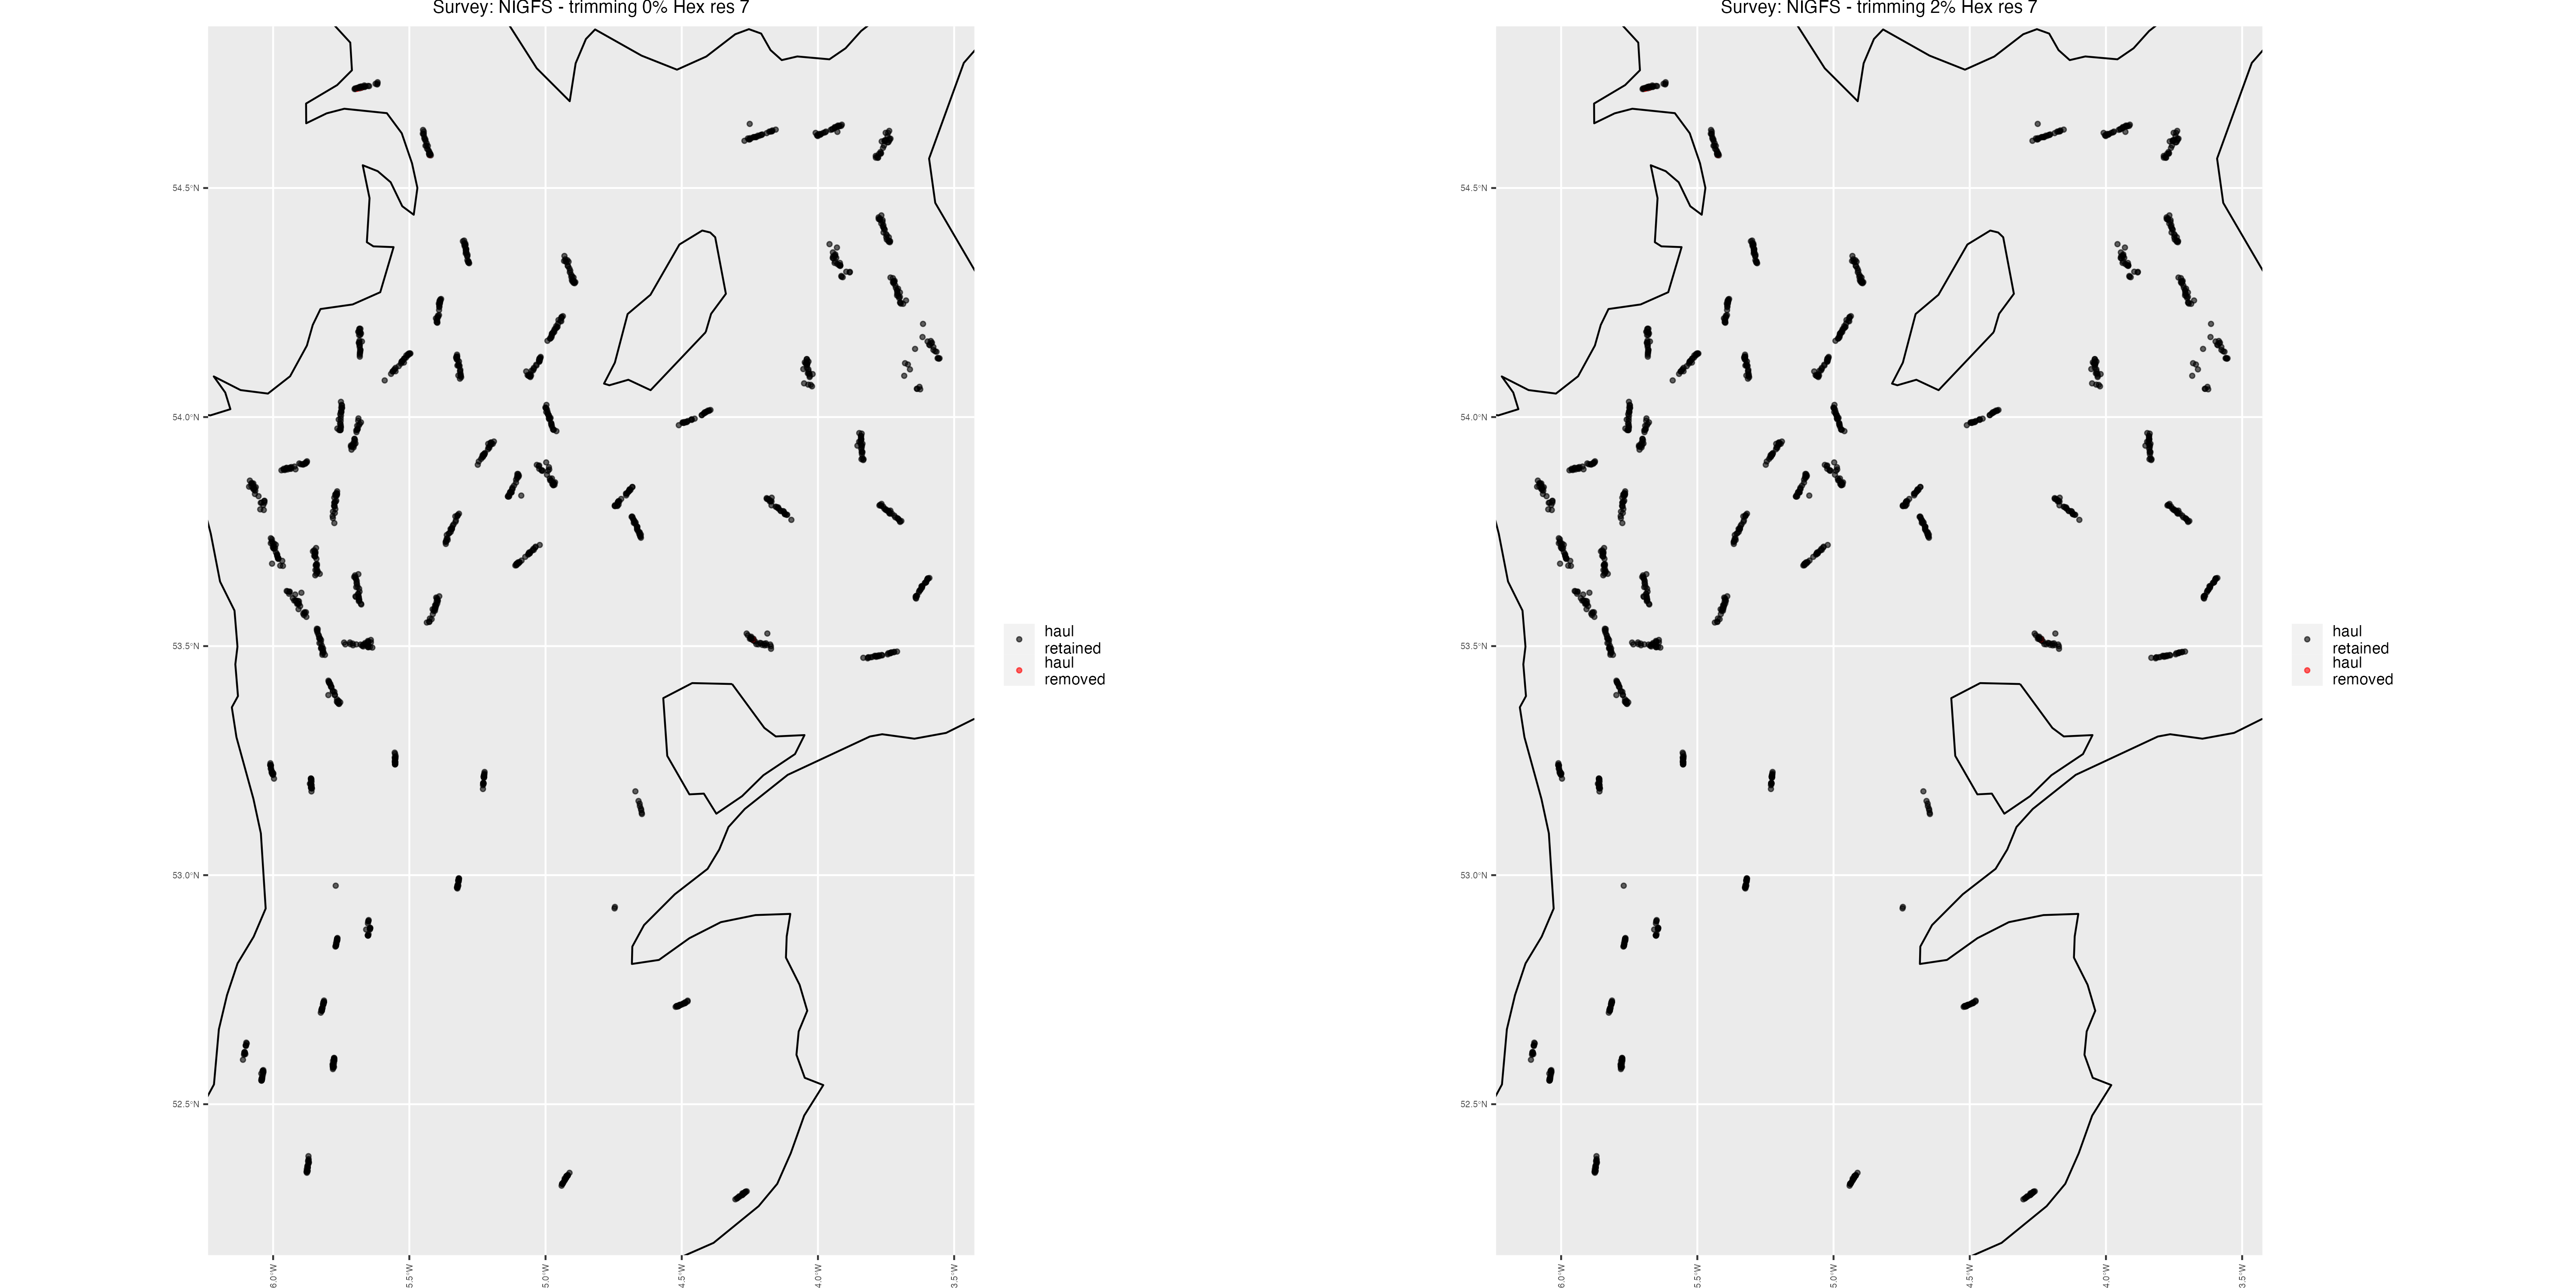 Survey: NIGFS - trimming 0% Hex res 7
54.5°N
54.0°N
53.5°N
53.0°N
52.5°N
6.0°W
5.5°W
5.0°W
4.5°W
4.0°W
3.5°W
haul
retained
haul
removed
Survey: NIGFS - trimming 2% Hex res 7
54.5°N
54.0°N
53.5°N
53.0°N
52.5°N
6.0°W
5.5°W
5.0°W
4.5°W
4.0°W
3.5°W
haul
retained
haul
removed